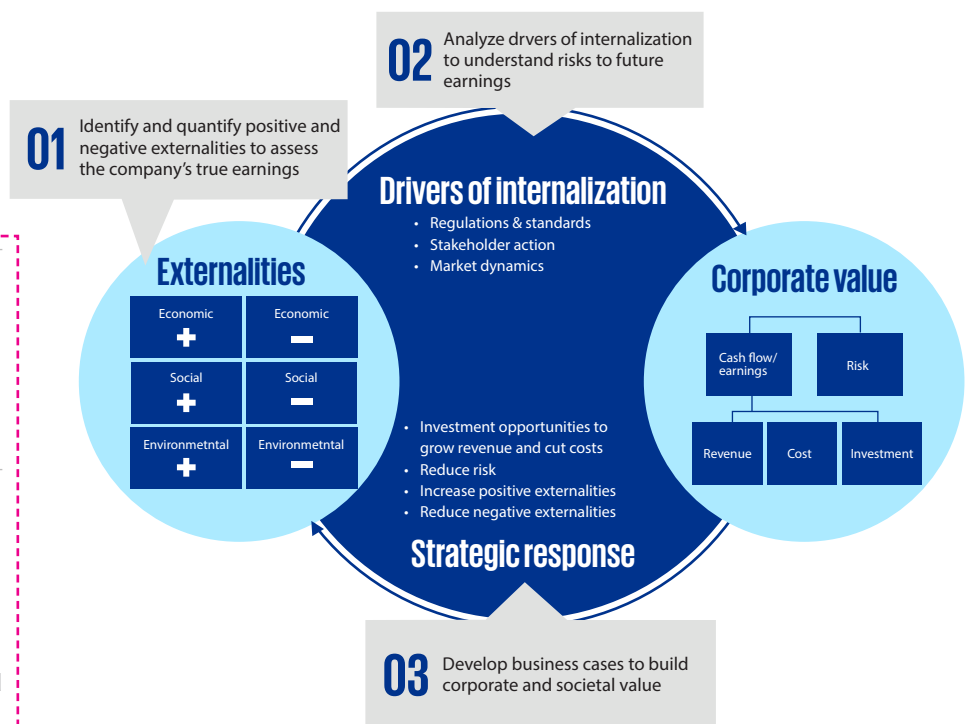 02
Analyze drvers of internalization
to understand risks to future
earnings
01
Identify and quantify positive and
negative externalities to assess
the company's true earnings
Drivers of internalization
• Regulations & standards
• Stakeholder action
• Market dynamics
Externalities
Economic
+
Economic
−
Social
+
Social
−
Environmetntal
+
Environmetntal
−
Corporate value
Cash flow/
earnings
Risk
Revenue
Cost
Investment
• Investment opportunities to
grow revenue and cut costs
• Reduce risk
• Increase positive externalities
• Reduce negative externalities
Strategic response
03
Develop business cases to build
corporate and societal value